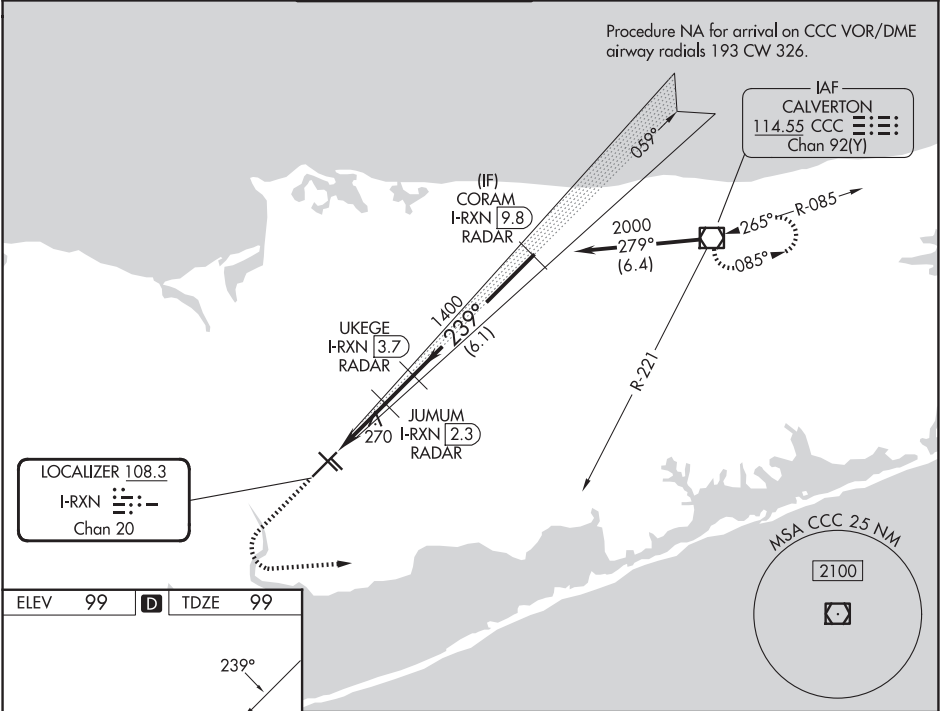 Procedure NA for arrival on CCC VOR/DME
airway radials 193 CW 326.
IAF
CALVERTON
114.55 CCC
Chan 92(Y)
059°
(IF)
CORAM
I-RXN 9.8
RADAR
2000
279°
(6.4)
265°
R-085
085°
1400
239°
(6.1)
UKEGE
I-RXN 3.7
RADAR
R-221
JUMUM
I-RXN 2.3
RADAR
270
LOCALIZER 108.3
I-RXN
Chan 20
MSA CCC 25 NM
2100
ELEV 99 D TDZE 99
239°